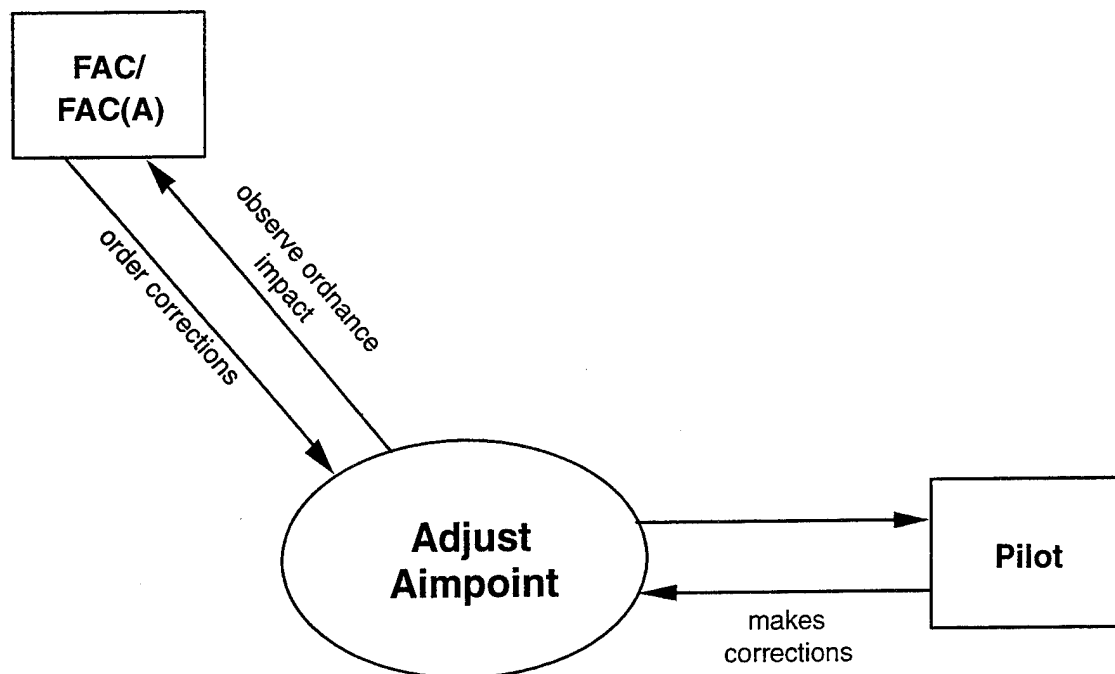 FAC/
FAC(A)
observe ordnance
impact
order corrections
Adjust
Aimpoint
Pilot
makes
corrections